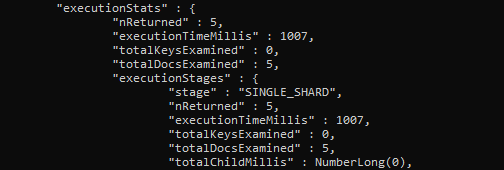 "executionStats" : {
"nReturned" : 5,
"executionTimeMillis" : 1007,
"totalKeysExamined" : 0,
"totalDocsExamined" : 5,
"executionStages" : {
"stage" : "SINGLE_SHARD",
"nReturned" : 5,
"executionTimeMillis" : 1007,
"totalKeysExamined" : 0,
"totalDocsExamined" : 5,
"totalChildMillis" : NumberLong(0),